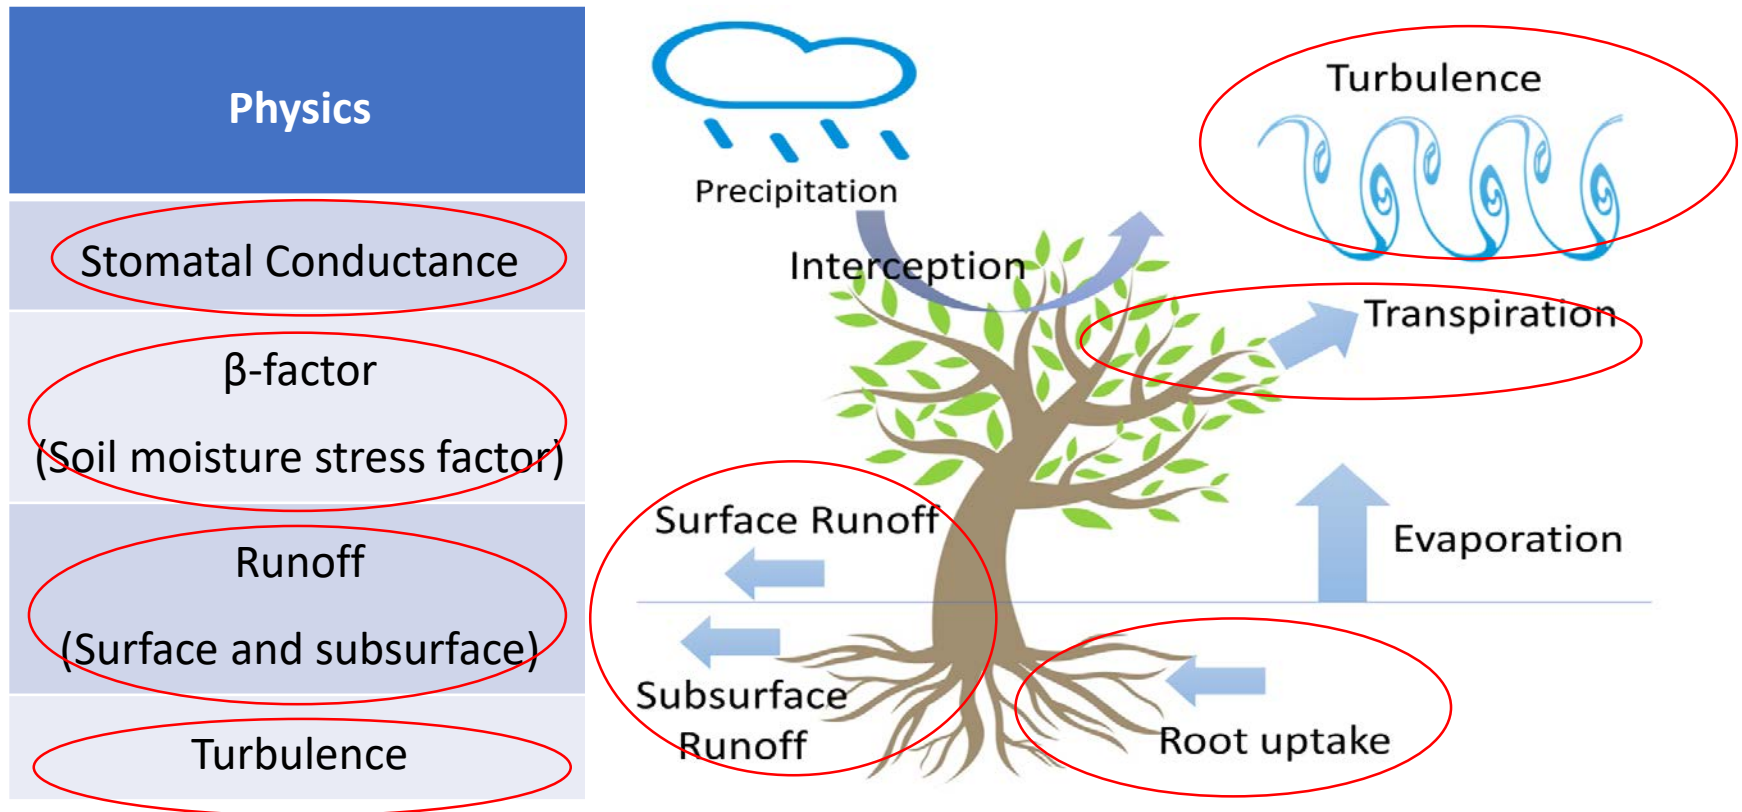 Physics
Stomatal Conductance
β-factor
(Soil moisture stress factor)
Runoff
(Surface and subsurface)
Turbulence
Turbulence
Precipitation
Interception
Transpiration
Surface Runoff
Evaporation
Subsurface
Runoff
Root uptake